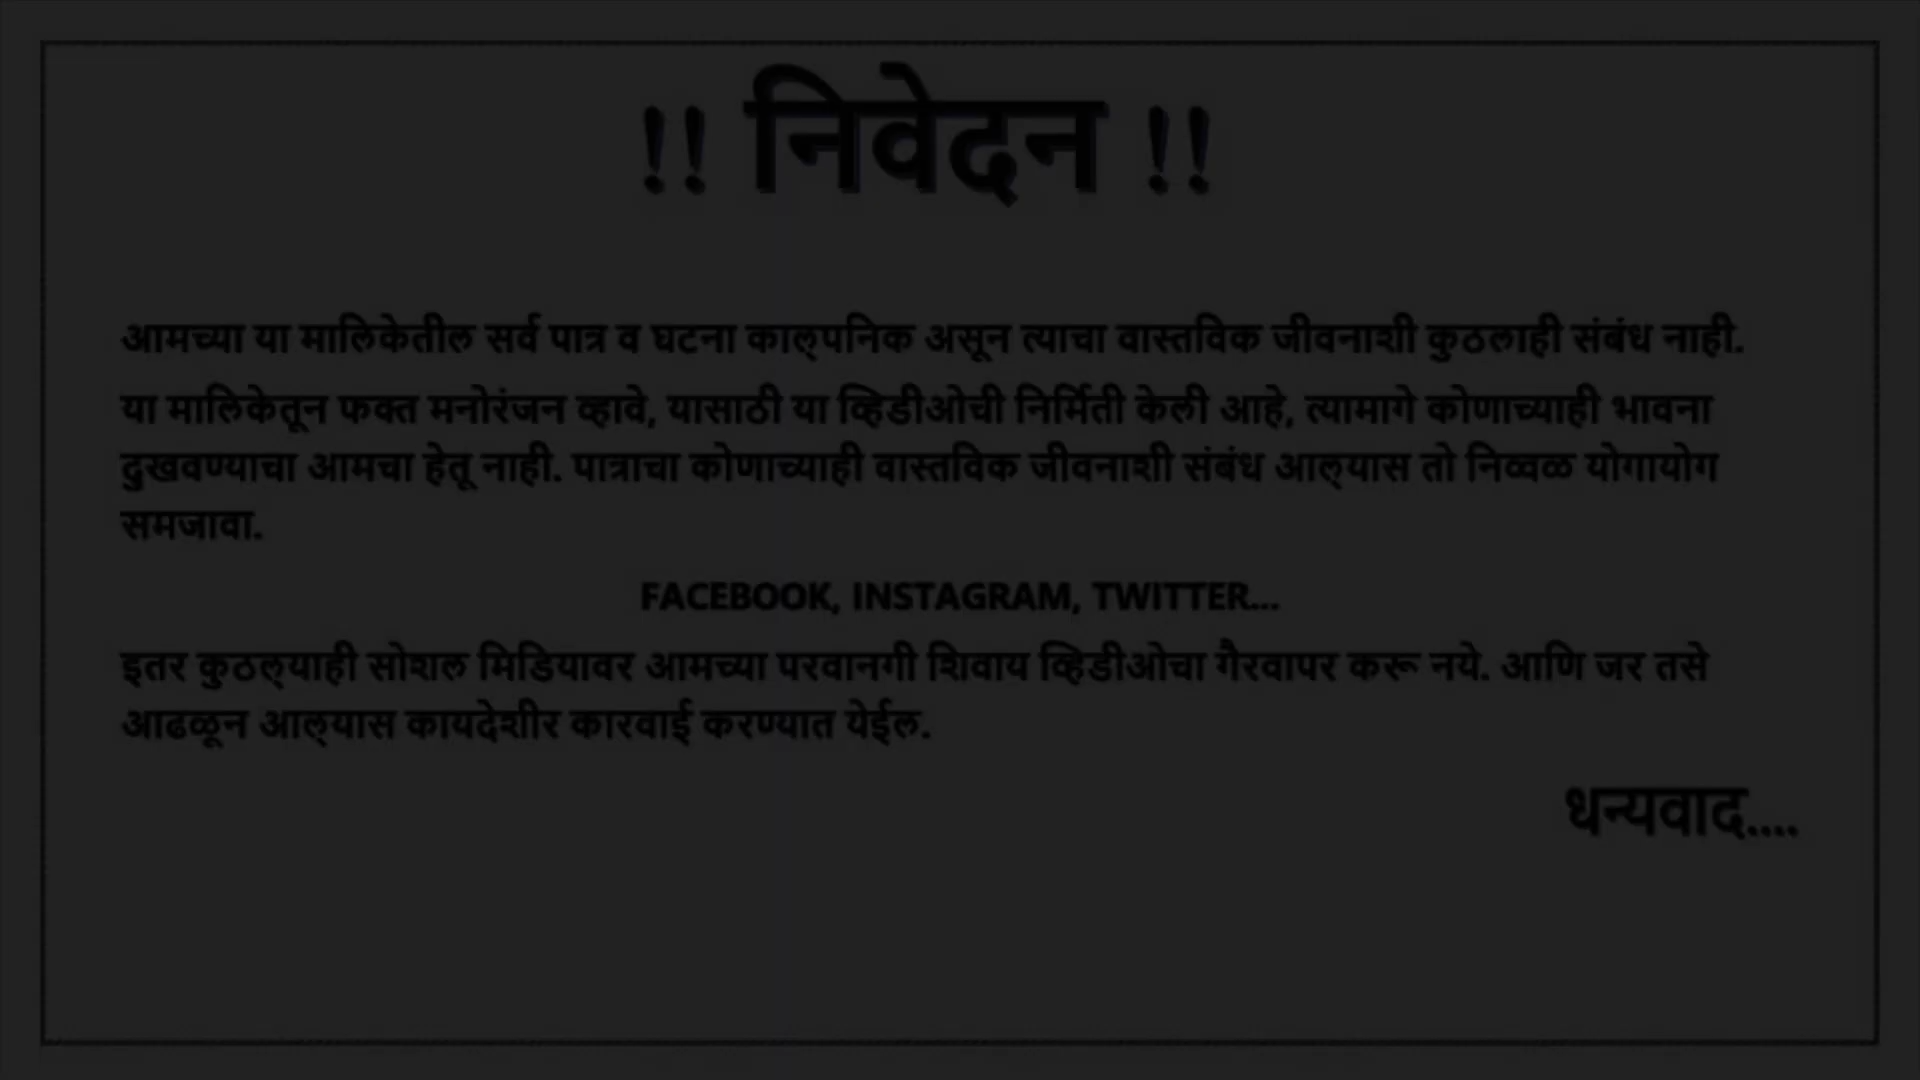 !! निवेदन !!
आमच्या या मालिकेतील सर्व पात्र व घटना काल्पनिक असून त्याचा वास्तविक जीवनाशी कुठलाही संबंध नाही.
या मालिकेतून फक्त मनोरंजन व्हावे, यासाठी या व्हिडीओची निर्मिती केली आहे, त्यामागे कोणाच्याही भावना
दुखवण्याचा आमचा हेतू नाही. पात्राचा कोणाच्याही वास्तविक जीवनाशी संबंध आल्यास तो निव्वळ योगायोग
समजावा.
FACEBOOK, INSTAGRAM, TWITTER...
इतर कुठल्याही सोशल मिडियावर आमच्या परवानगी शिवाय व्हिडीओचा गैरवापर करू नये. आणि जर तसे
आढळून आल्यास कायदेशीर कारवाई करण्यात येईल.
धन्यवाद....